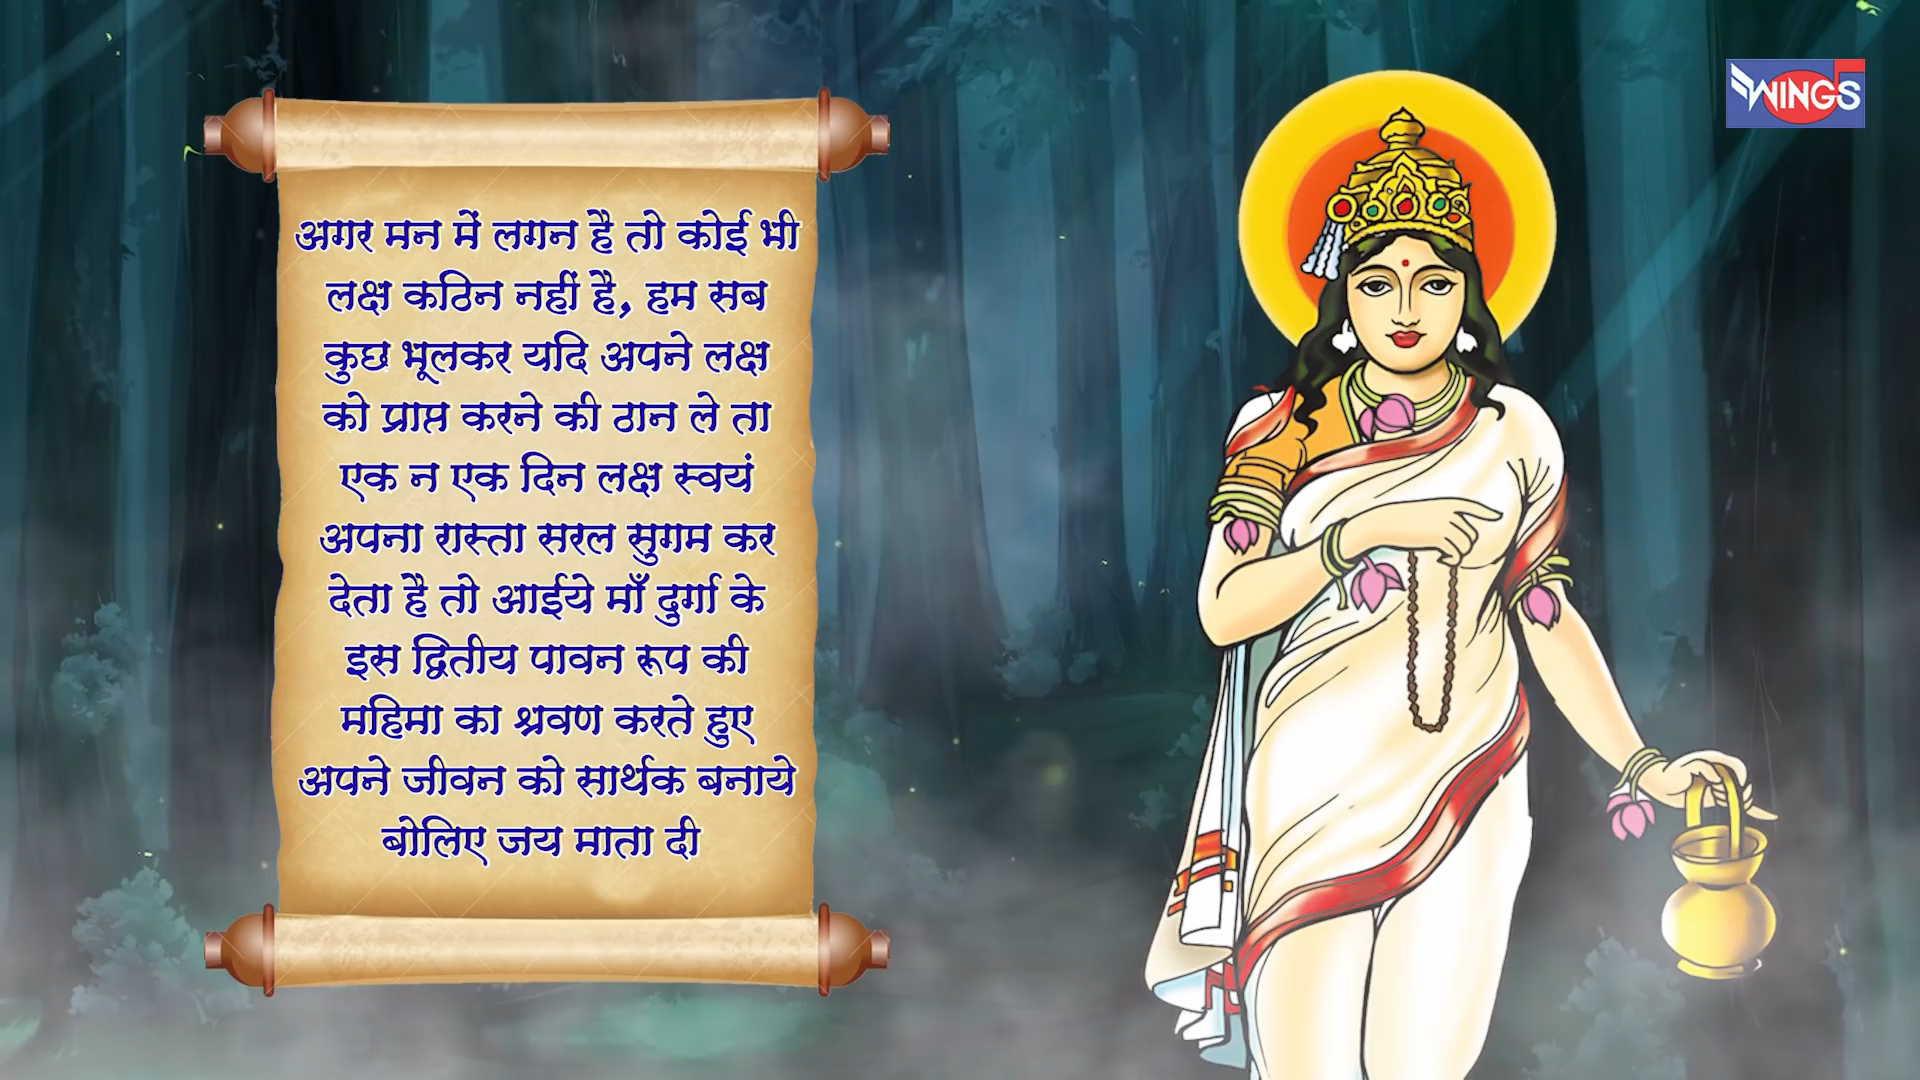 अगर मन में लगन है तो कोई भी
लक्ष कठिन नहीं है, हम सब
कुछ भूलकर यदि अपने लक्ष
को प्राप्त करने की ठान ले ता
एक न एक दिन लक्ष स्वयं
अपना रास्ता सरल सुगम कर
देता है तो आईये माँ दुर्गा के
इस द्वितीय पावन रूप की
महिमा का श्रवण करते हुए
अपने जीवन को सार्थक बनाये
बोलिए जय माता दी
WINGS